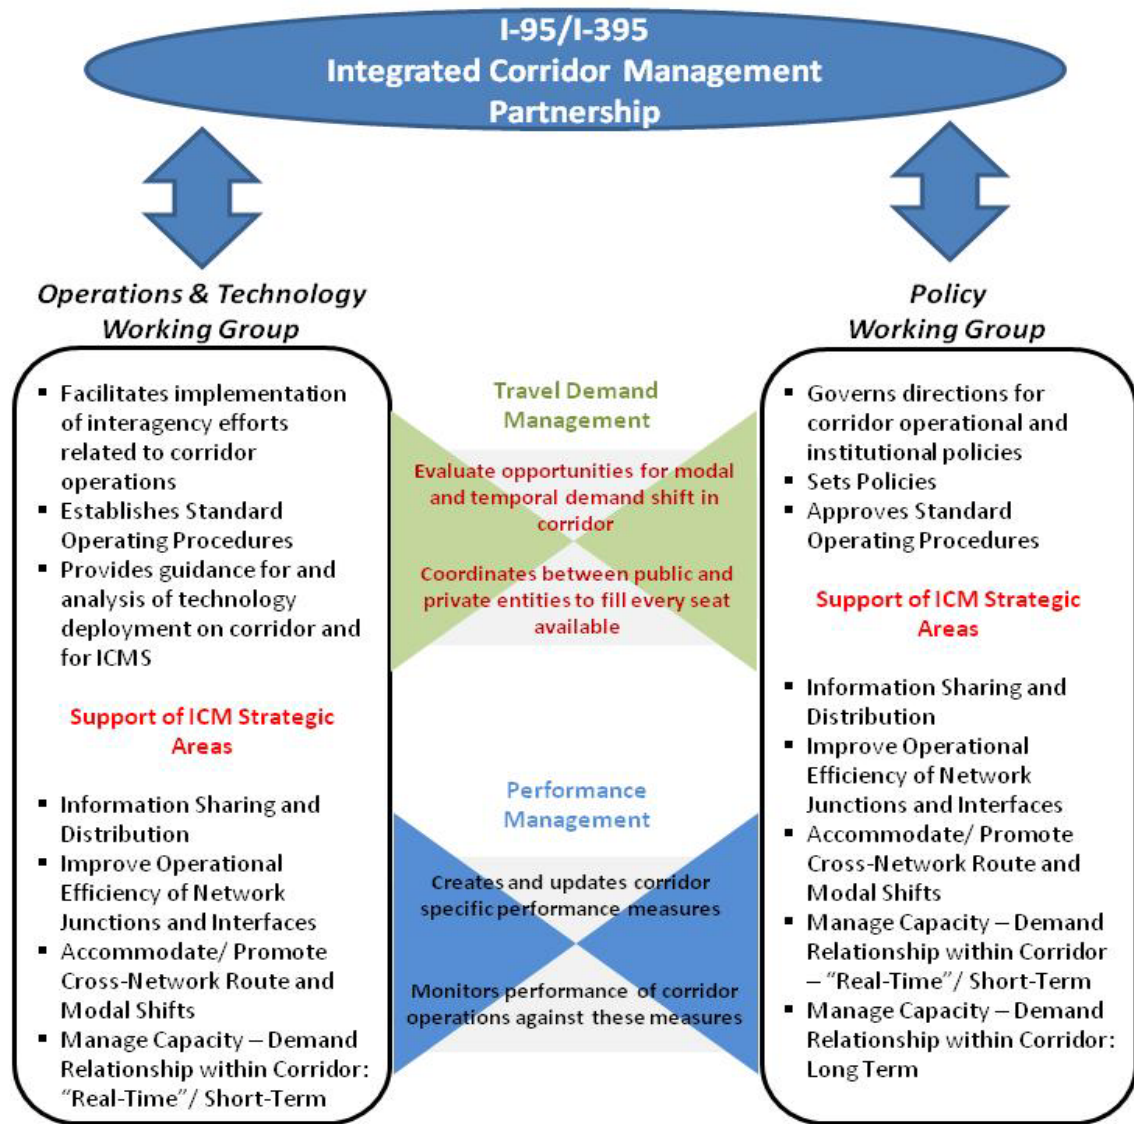 I-95/I-395
Integrated Corridor Management
Partnership
Operations & Technology
Working Group
▪ Facilitates implementation
of interagency efforts
related to corridor
operations
▪ Establishes Standard
Operating Procedures
▪ Provides guidance for and
analysis of technology
deployment on corridor and
for ICMS
Support of ICM Strategic
Areas
▪ Information Sharing and
Distribution
▪ Improve Operational
Efficiency of Network
Junctions and Interfaces
▪ Accommodate/ Promote
Cross-Network Route and
Modal Shifts
▪ Manage Capacity – Demand
Relationship within Corridor:
“Real-Time”/ Short-Term
Travel Demand
Management
Evaluate opportunities for modal
and temporal demand shift in
corridor
Coordinates between public and
private entities to fill every seat
available
Performance
Management
Creates and updates corridor
specific performance measures
Monitors performance of corridor
operations against these measures
Policy
Working Group
▪ Governs directions for
corridor operational and
institutional policies
▪ Sets Policies
▪ Approves Standard
Operating Procedures
Support of ICM Strategic
Areas
▪ Information Sharing and
Distribution
▪ Improve Operational
Efficiency of Network
Junctions and Interfaces
▪ Accommodate/ Promote
Cross-Network Route and
Modal Shifts
▪ Manage Capacity – Demand
Relationship within Corridor
– “Real-Time”/ Short-Term
▪ Manage Capacity – Demand
Relationship within Corridor:
Long Term